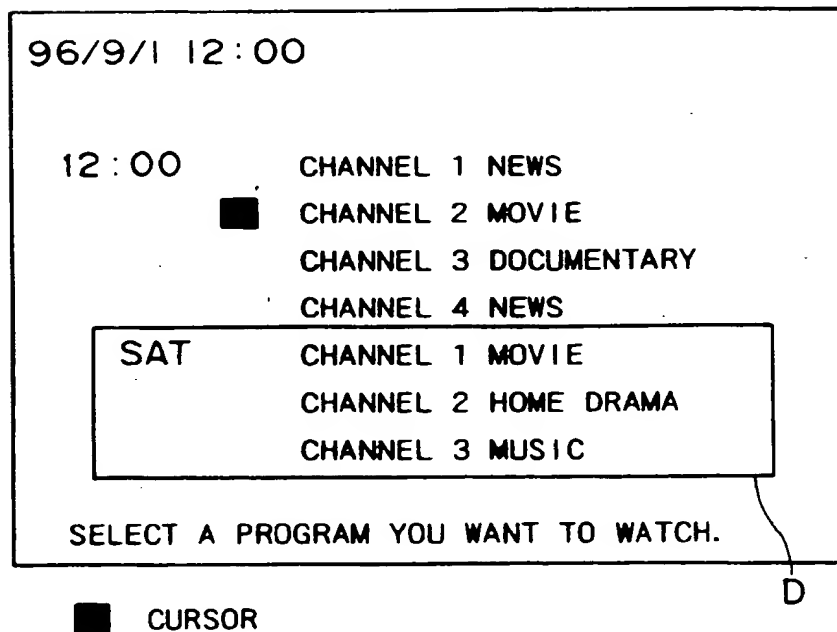 96/9/1 12:00
12:00 CHANNEL 1 NEWS
CHANNEL 2 MOVIE
CHANNEL 3 DOCUMENTARY
CHANNEL 4 NEWS
SAT CHANNEL 1 MOVIE
CHANNEL 2 HOME DRAMA
CHANNEL 3 MUSIC
SELECT A PROGRAM YOU WANT TO WATCH.
D
CURSOR